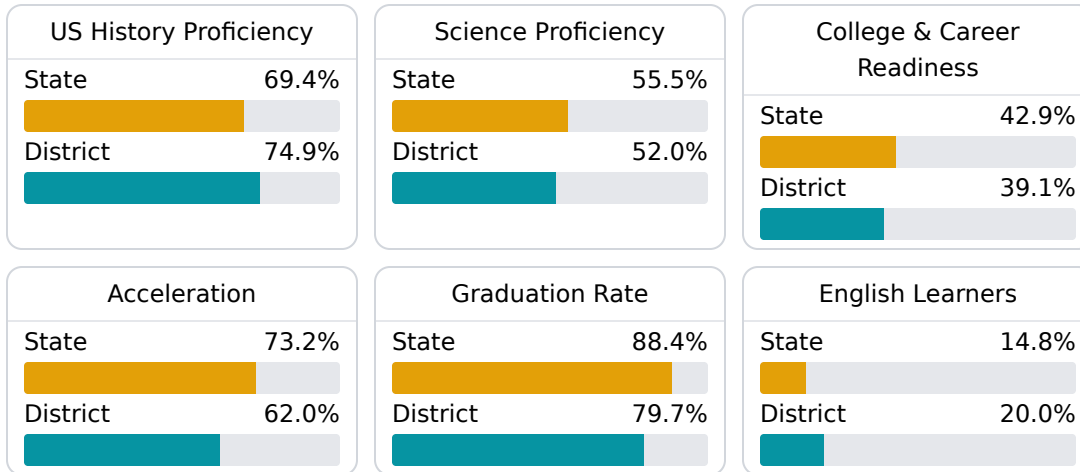 US History Proficiency
State 69.4%
District 74.9%
Science Proficiency
State 55.5%
District 52.0%
College & Career
Readiness
State 42.9%
District 39.1%
Acceleration
State 73.2%
District 62.0%
Graduation Rate
State 88.4%
District 79.7%
English Learners
State 14.8%
District 20.0%